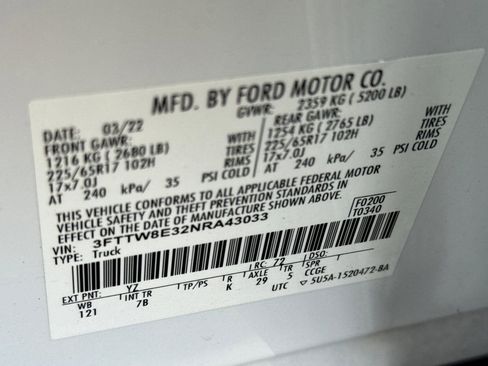 MFD. BY FORD MOTOR CO.
DATE: 03/22 GVWR: 2359 KG ( 5200 LB)
FRONT GAWR: REAR GAWR: WITH
1216 KG ( 2680 LB) WITH 1254 KG ( 2765 LB) TIRES
225/65R17 102H TIRES 225/65R17 102H RIMS
17x7.0J RIMS 17x7.0J
AT 240 kPa/ 35 PSI COLD AT 240 kPa/ 35 PSI COLD
THIS VEHICLE CONFORMS TO ALL APPLICABLE FEDERAL MOTOR
VEHICLE SAFETY AND THEFT PREVENTION STANDARDS IN
EFFECT ON THE DATE OF MANUFACTURE SHOWN ABOVE.
VIN: 3FTTW8E32NRA43033 F0200
TYPE: Truck T0340
EXT PNT: YZ RC: 72 DSO:
WB INT TR TP/PS R AXLE TR SPR
121 7B K 29 5 CCGE
UTC ▽ 5U5A-1520472-BA